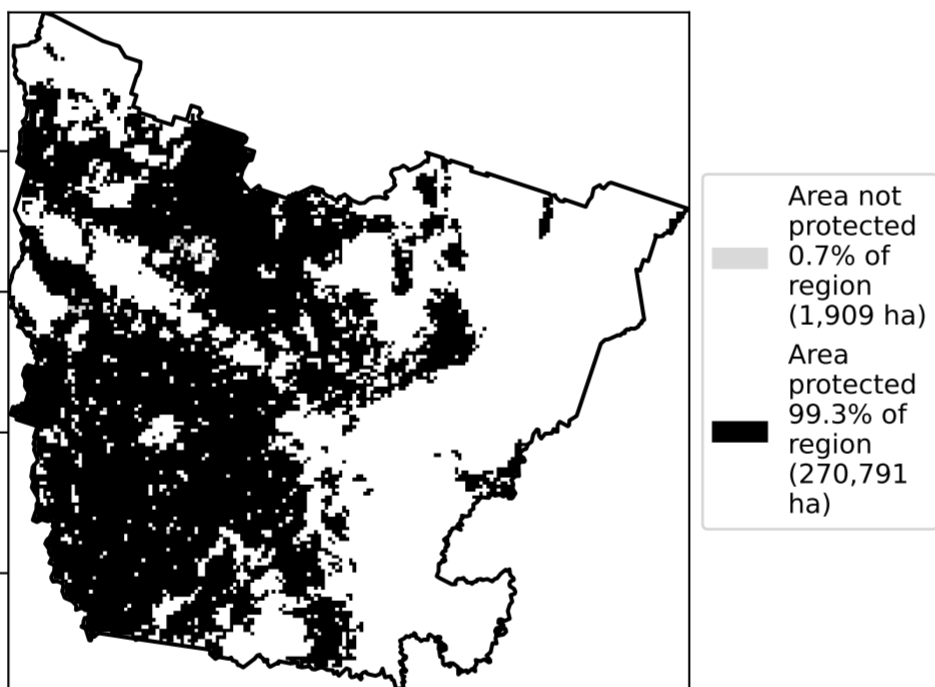 Area not
protected
0.7% of
region
(1,909 ha)
Area
protected
99.3% of
region
(270,791
ha)